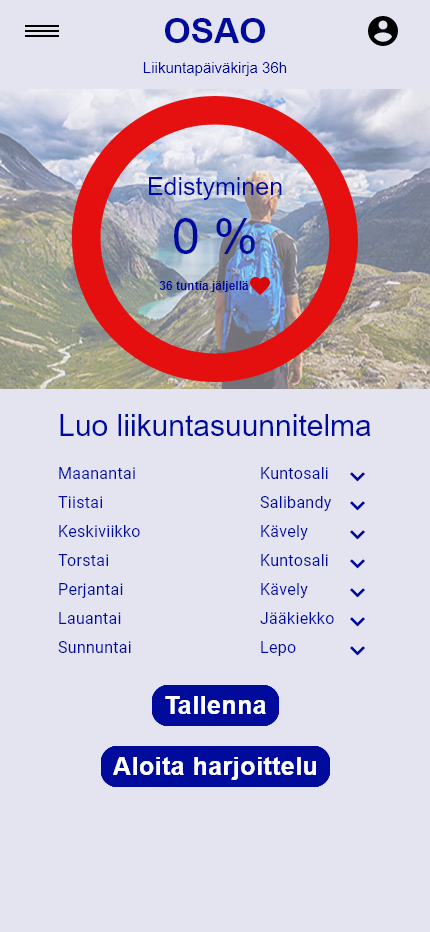 OSAO
Liikuntapäiväkirja 36h
Edistyminen
0 %
36 tuntia jäljellä
Luo liikuntasuunnitelma
Maanantai Kuntosali
Tiistai Salibandy
Keskiviikko Kävely
Torstai Kuntosali
Perjantai Kävely
Lauantai Jääkiekko
Sunnuntai Lepo
Tallenna
Aloita harjoittelu